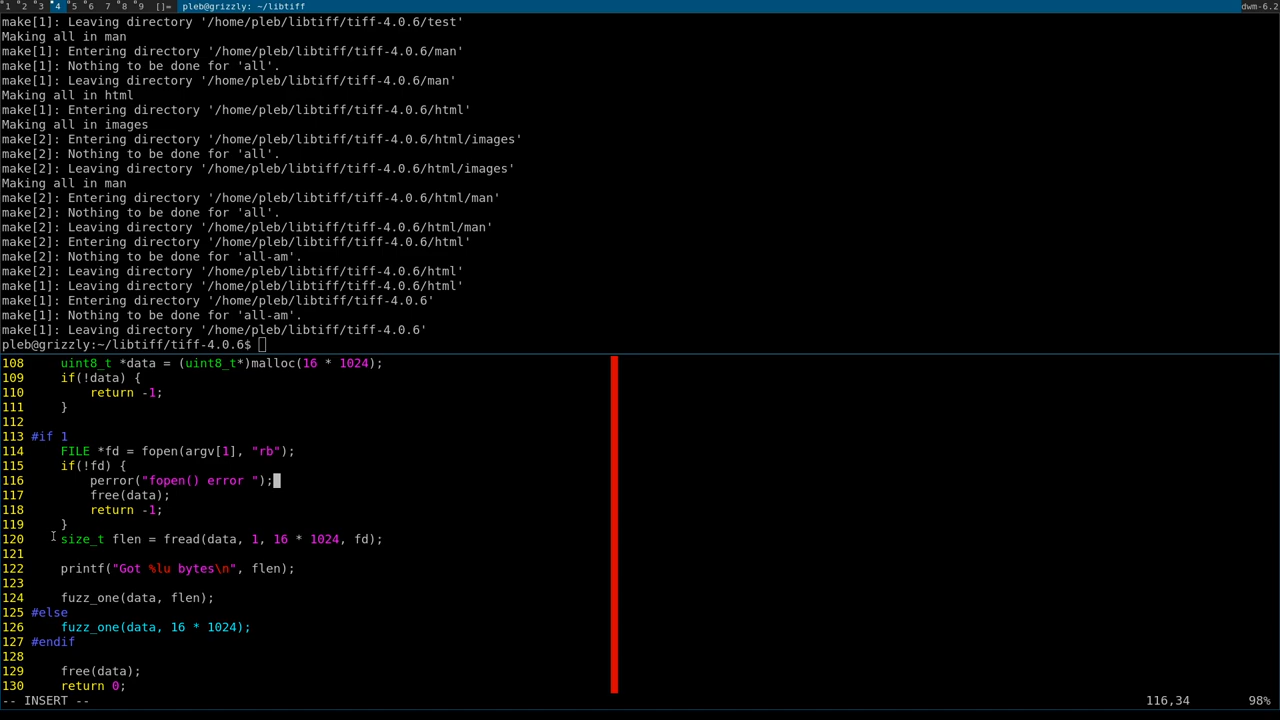 1 2 3 4 5 6 7 8 9 []= pleb@grizzly: ~/libtiff dwm-6.2
make[1]: Leaving directory '/home/pleb/libtiff/tiff-4.0.6/test'
Making all in man
make[1]: Entering directory '/home/pleb/libtiff/tiff-4.0.6/man'
make[1]: Nothing to be done for 'all'.
make[1]: Leaving directory '/home/pleb/libtiff/tiff-4.0.6/man'
Making all in html
make[1]: Entering directory '/home/pleb/libtiff/tiff-4.0.6/html'
Making all in images
make[2]: Entering directory '/home/pleb/libtiff/tiff-4.0.6/html/images'
make[2]: Nothing to be done for 'all'.
make[2]: Leaving directory '/home/pleb/libtiff/tiff-4.0.6/html/images'
Making all in man
make[2]: Entering directory '/home/pleb/libtiff/tiff-4.0.6/html/man'
make[2]: Nothing to be done for 'all'.
make[2]: Leaving directory '/home/pleb/libtiff/tiff-4.0.6/html/man'
make[2]: Entering directory '/home/pleb/libtiff/tiff-4.0.6/html'
make[2]: Nothing to be done for 'all-am'.
make[2]: Leaving directory '/home/pleb/libtiff/tiff-4.0.6/html'
make[1]: Leaving directory '/home/pleb/libtiff/tiff-4.0.6/html'
make[1]: Entering directory '/home/pleb/libtiff/tiff-4.0.6'
make[1]: Nothing to be done for 'all-am'.
make[1]: Leaving directory '/home/pleb/libtiff/tiff-4.0.6'
pleb@grizzly:~/libtiff/tiff-4.0.6$
108     uint8_t *data = (uint8_t*)malloc(16 * 1024);
109     if(!data) {
110         return -1;
111     }
112
113 #if 1
114     FILE *fd = fopen(argv[1], "rb");
115     if(!fd) {
116         perror("fopen() error ");
117         free(data);
118         return -1;
119     }
120     size_t flen = fread(data, 1, 16 * 1024, fd);
121
122     printf("Got %lu bytes\n", flen);
123
124     fuzz_one(data, flen);
125 #else
126     fuzz_one(data, 16 * 1024);
127 #endif
128
129     free(data);
130     return 0;
-- INSERT -- 116,34 98%